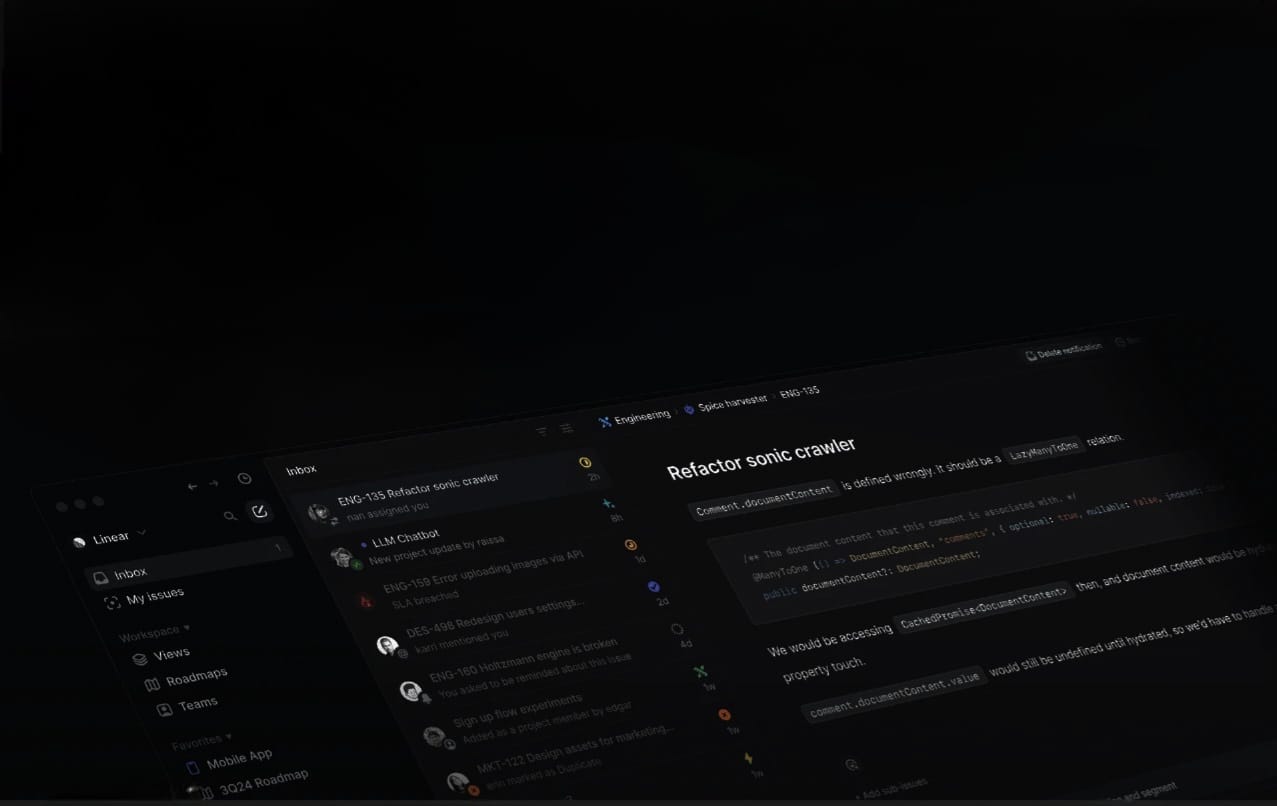 Linear
Inbox
1
My issues
Workspace
Views
Roadmaps
Teams
Favorites
Mobile App
3Q24 Roadmap
Inbox
ENG-135 Refactor sonic crawler
nan assigned you
2h
LLM Chatbot
New project update by raissa
8h
ENG-159 Error uploading images via API
SLA breached
1d
DES-498 Redesign users settings...
karri mentioned you
2d
ENG-160 Holtzmann engine is broken
You asked to be reminded about this issue
4d
Sign up flow experiments
Added as a project member by edgar
1w
MKT-122 Design assets for marketing...
erin marked as Duplicate
1w
1w
Engineering › Spice harvester › ENG-135
Delete notification
Refactor sonic crawler
Comment.documentContent is defined wrongly. It should be a LazyManyToOne relation.
/** The document content that this comment is associated with. */
@ManyToOne (() => DocumentContent, "comments", { optional: true, nullable: false, indexed:
public documentContent?: DocumentContent;
We would be accessing CachedPromise<DocumentContent> then, and document content would be
property touch.
comment.documentContent.value would still be undefined until hydrated, so we'd have to handle
+ Add sub-issues
and segment